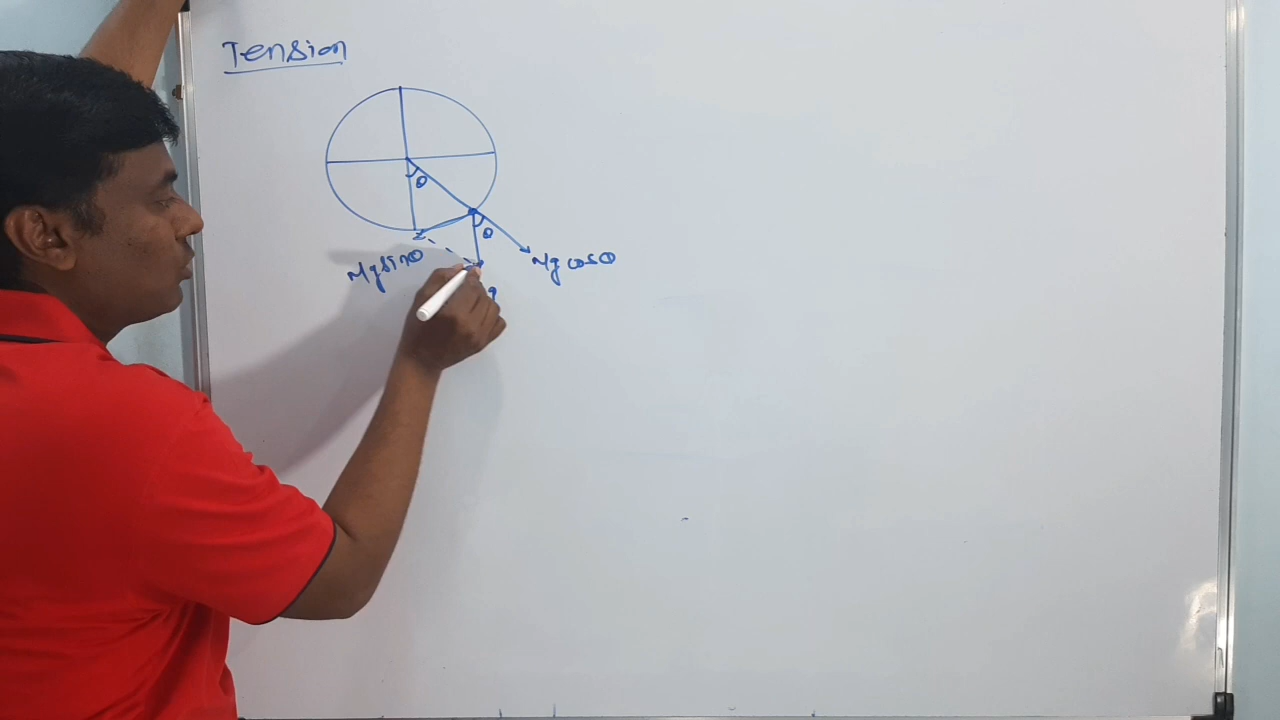 Tension
θ
θ
Mg sinθ
Mg cosθ